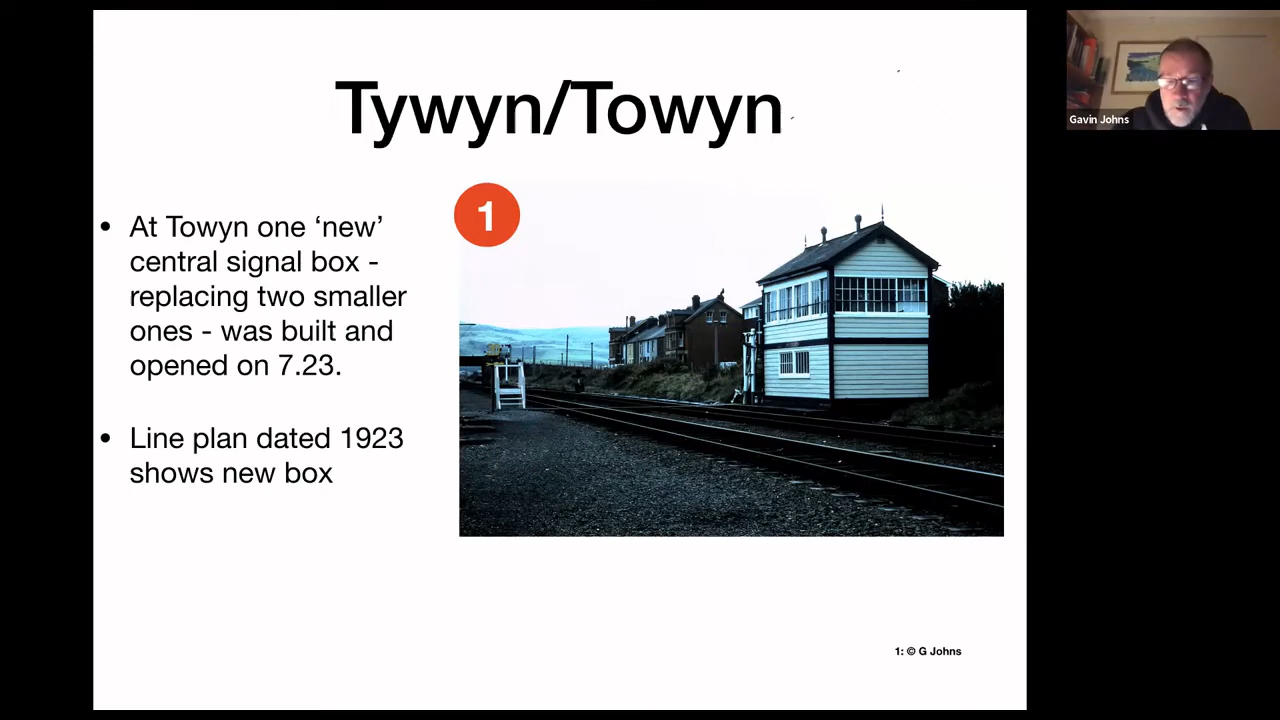 Tywyn/Towyn
1
• At Towyn one ‘new’
central signal box -
replacing two smaller
ones - was built and
opened on 7.23.
• Line plan dated 1923
shows new box
1: © G Johns
Gavin Johns